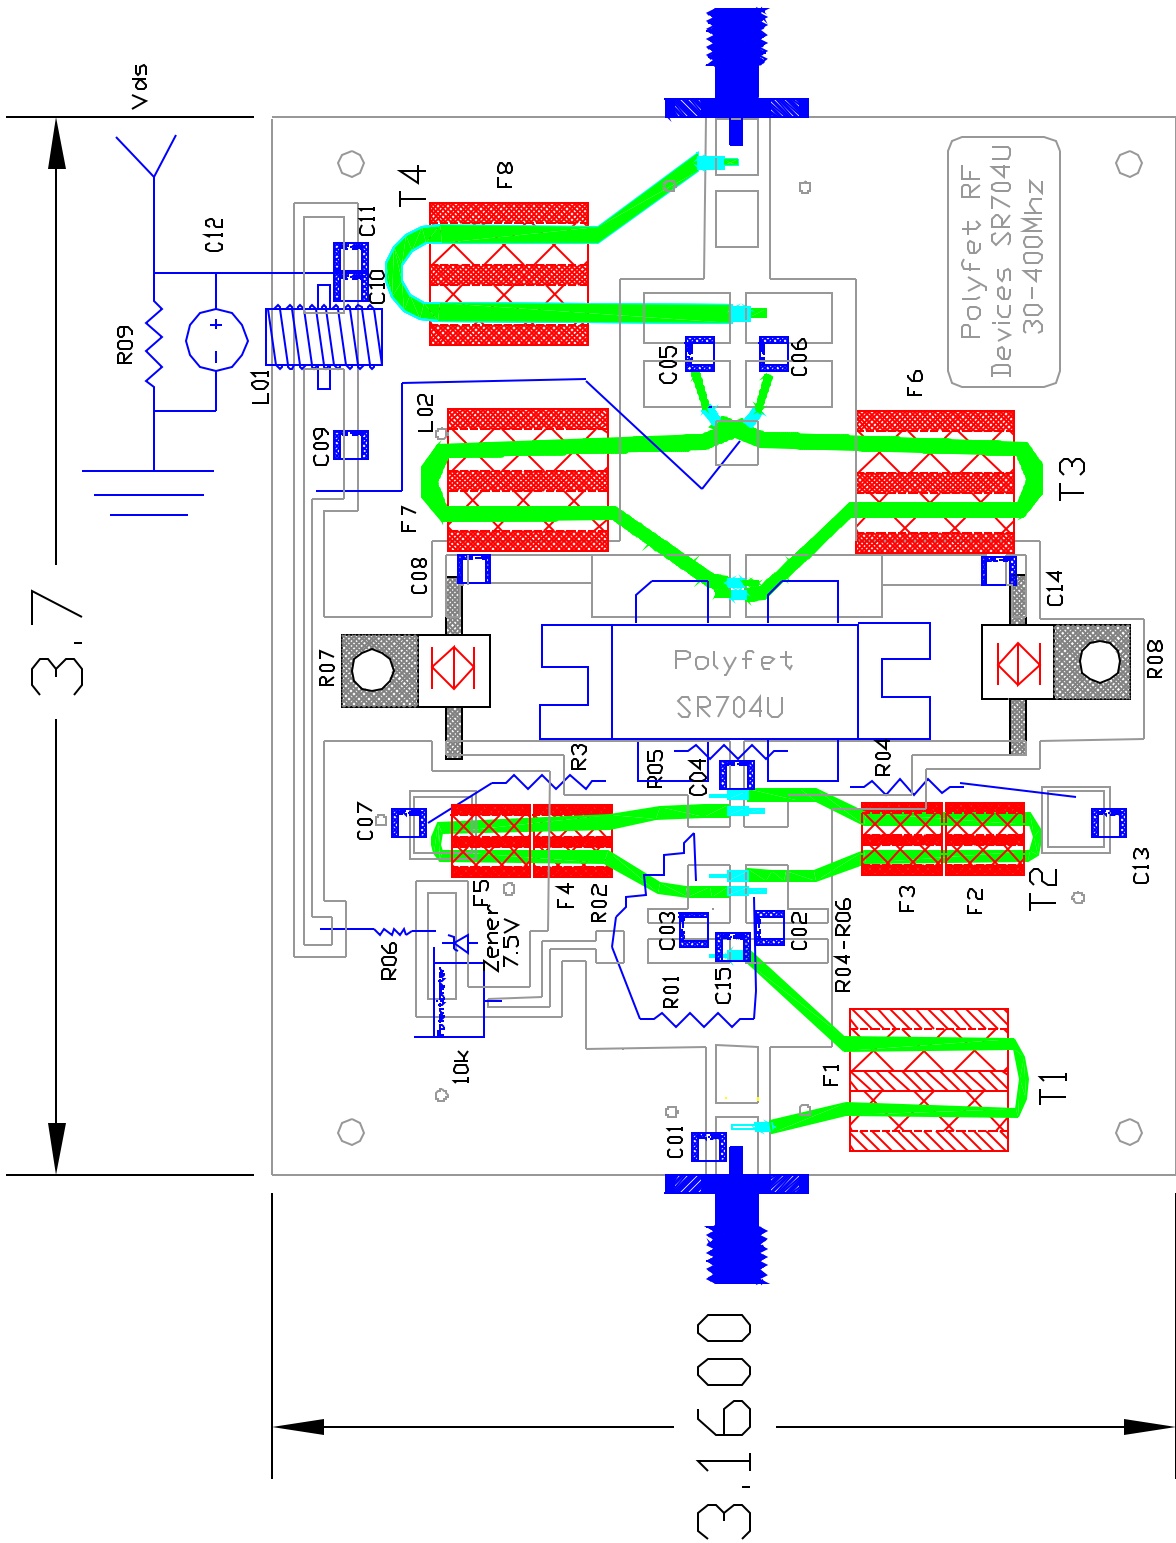 Vds
C12
R09
C11
C10
L01
C09
T4
F8
Polyfet RF
Devices SR704U
30-400Mhz
C05
C06
L02
F7
F6
T3
C08
C14
R07
R08
Polyfet
SR704U
3.7
R3
R05
C04
R04
C07
C13
F5
F4
R02
F3
F2
T2
Zener
7.5V
R06
Potentiometer
10k
C03
C02
C15
R01
R04-R06
F1
T1
C01
3.1600